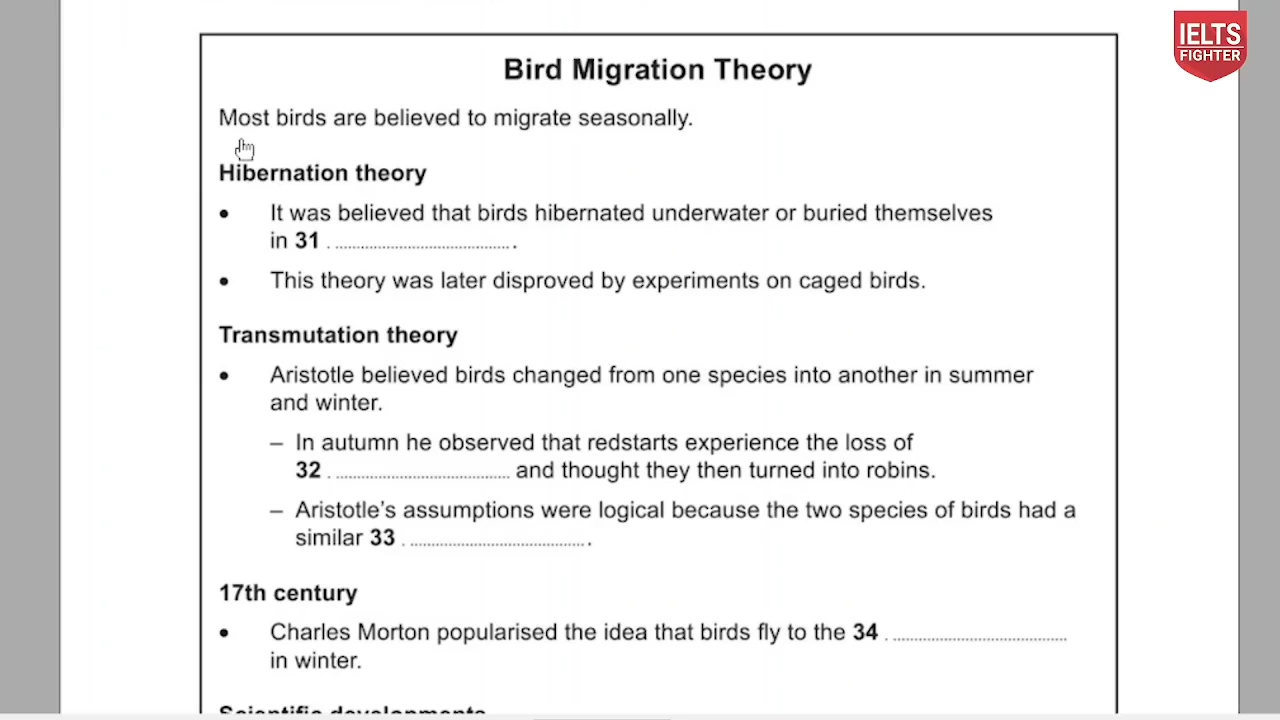 IELTS
FIGHTER
Bird Migration Theory
Most birds are believed to migrate seasonally.
Hibernation theory
• It was believed that birds hibernated underwater or buried themselves
in 31 . .................................. .
• This theory was later disproved by experiments on caged birds.
Transmutation theory
• Aristotle believed birds changed from one species into another in summer
and winter.
– In autumn he observed that redstarts experience the loss of
32 . .................................. and thought they then turned into robins.
– Aristotle's assumptions were logical because the two species of birds had a
similar 33 . .................................. .
17th century
• Charles Morton popularised the idea that birds fly to the 34 . ..................................
in winter.
Scientific developments